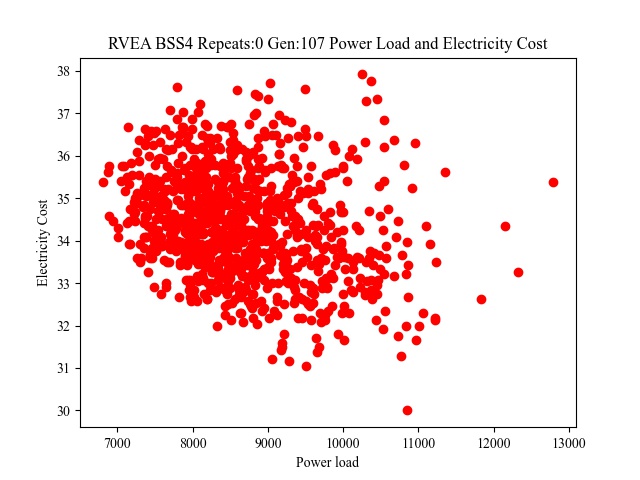 RVEA BSS4 Repeats:0 Gen:107 Power Load and Electricity Cost
38
37
36
35
34
33
32
31
30
Electricity Cost
7000 8000 9000 10000 11000 12000 13000
Power load